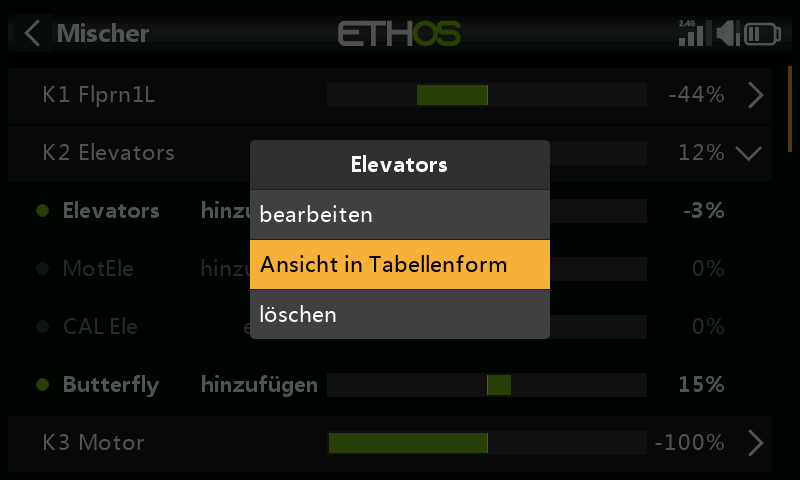 Mischer ETHOS 2.4G
K1 Flprn1L -44%
K2 Elevators 12%
Elevators
Elevators hinzu -3%
bearbeiten
MotEle hinzu 0%
Ansicht in Tabellenform
CAL Ele e 0%
löschen
Butterfly hinzufügen 15%
K3 Motor -100%